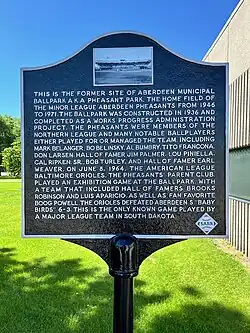 THIS IS THE FORMER SITE OF ABERDEEN MUNICIPAL
BALLPARK A.K.A PHEASANT PARK. THE HOME FIELD OF
THE MINOR LEAGUE ABERDEEN PHEASANTS FROM 1946
TO 1971. THE BALLPARK WAS CONSTRUCTED IN 1936 AND
COMPLETED AS A WORKS PROGRESS ADMINISTRATION
PROJECT. THE PHEASANTS WERE MEMBERS OF THE
NORTHERN LEAGUE AND MANY NOTABLE BALLPLAYERS
EITHER PLAYED FOR OR MANAGED THE TEAM, INCLUDING
MARK BELANGER, BO BELINSKY, AL BUMBRY, TITO FRANCONA,
DON LARSEN, HALL OF FAMER JIM PALMER, LOU PINIELLA,
CAL RIPKEN SR., BOB TURLEY, AND HALL OF FAMER EARL
WEAVER. ON JUNE 8, 1964, THE AMERICAN LEAGUE
BALTIMORE ORIOLES, THE PHEASANTS' PARENT CLUB,
PLAYED AN EXHIBITION GAME AT THE BALLPARK WITH
A TEAM THAT INCLUDED HALL OF FAMERS BROOKS
ROBINSON AND LUIS APARICIO, AS WELL AS FAN FAVORITE
BOOG POWELL. THE ORIOLES DEFEATED ABERDEEN'S "BABY
BIRDS" 6-3. THIS IS THE ONLY KNOWN GAME PLAYED BY
A MAJOR LEAGUE TEAM IN SOUTH DAKOTA.